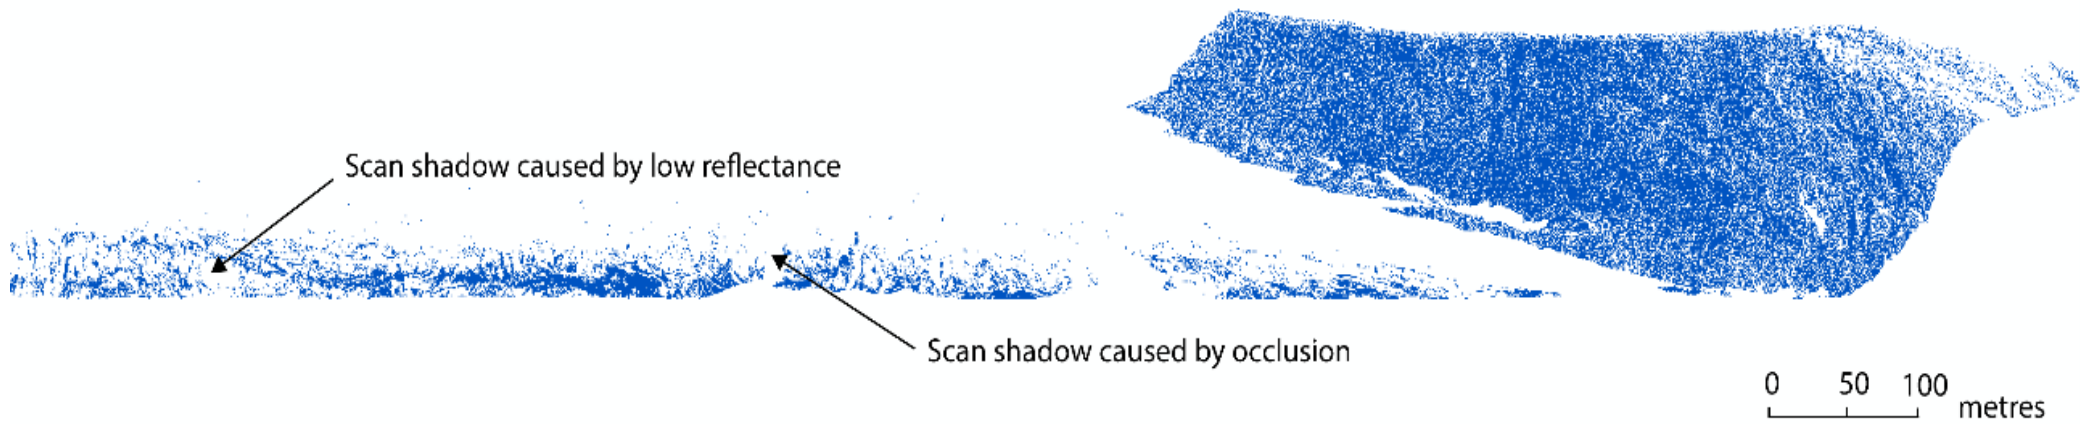 Scan shadow caused by low reflectance
Scan shadow caused by occlusion
0 50 100
metres